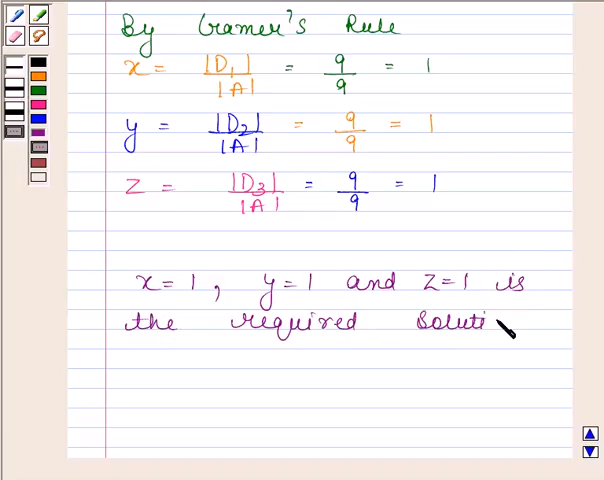 By Cramer's Rule
x = |D₁| / |A| = 9/9 = 1
y = |D₂| / |A| = 9/9 = 1
z = |D₃| / |A| = 9/9 = 1
x = 1 , y = 1 and z = 1 is
the required soluti